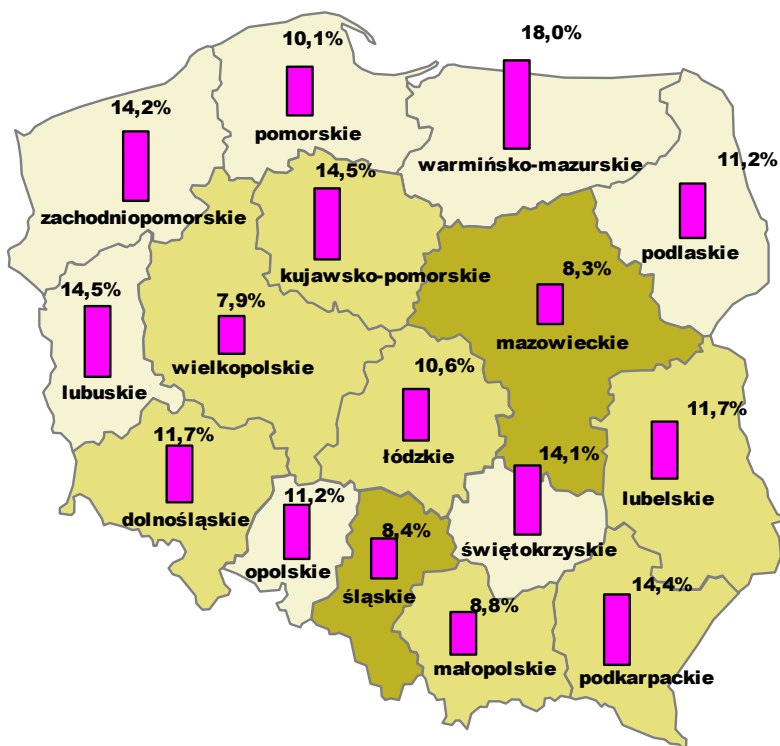 10,1%
pomorskie
18,0%
warmińsko-mazurskie
14,2%
zachodniopomorskie
14,5%
kujawsko-pomorskie
11,2%
podlaskie
14,5%
lubuskie
7,9%
wielkopolskie
8,3%
mazowieckie
10,6%
łódzkie
11,7%
lubelskie
11,7%
dolnośląskie
14,1%
świętokrzyskie
11,2%
opolskie
8,4%
śląskie
8,8%
małopolskie
14,4%
podkarpackie